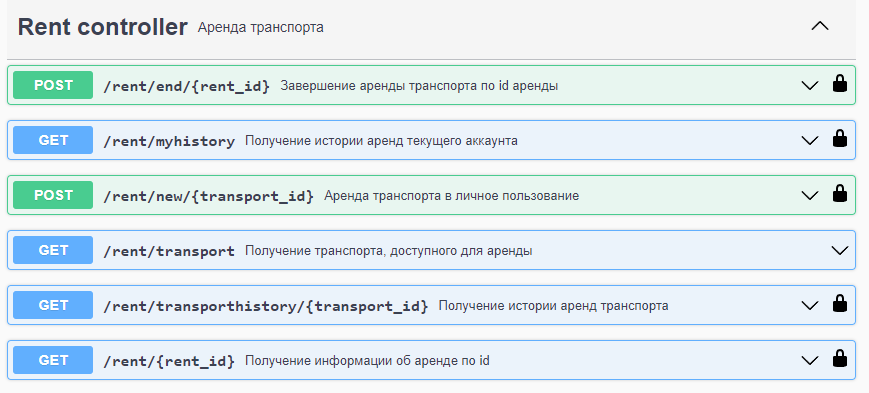 Rent controller Аренда транспорта
POST /rent/end/{rent_id} Завершение аренды транспорта по id аренды
GET /rent/myhistory Получение истории аренд текущего аккаунта
POST /rent/new/{transport_id} Аренда транспорта в личное пользование
GET /rent/transport Получение транспорта, доступного для аренды
GET /rent/transporthistory/{transport_id} Получение истории аренд транспорта
GET /rent/{rent_id} Получение информации об аренде по id